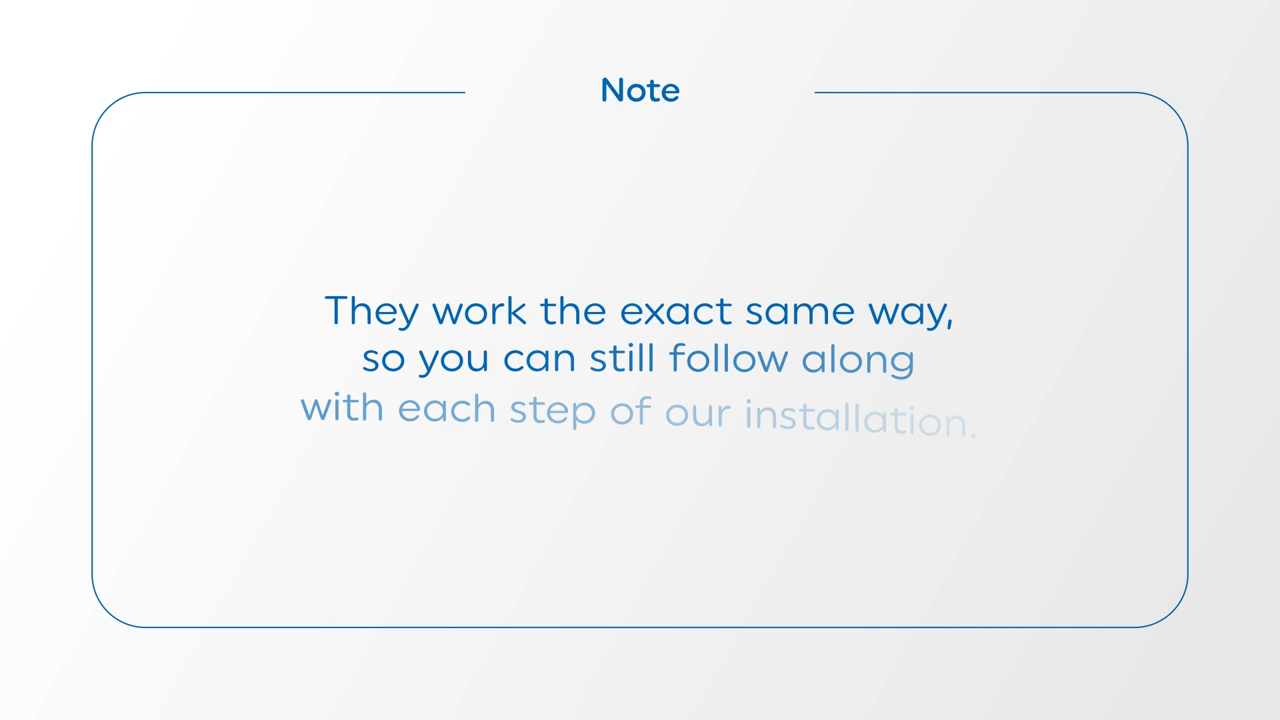 Note
They work the exact same way,
so you can still follow along
with each step of our installation.